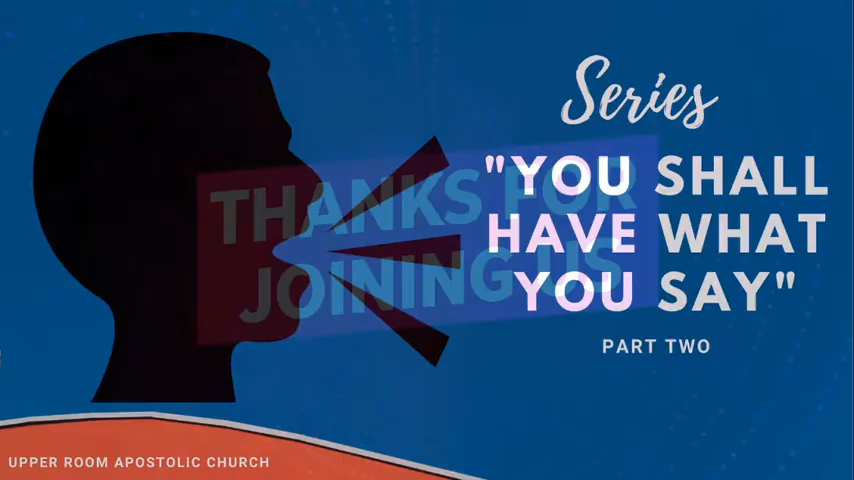 Series
"YOU SHALL
HAVE WHAT
YOU SAY"
PART TWO
THANKS FOR
JOINING US
UPPER ROOM APOSTOLIC CHURCH